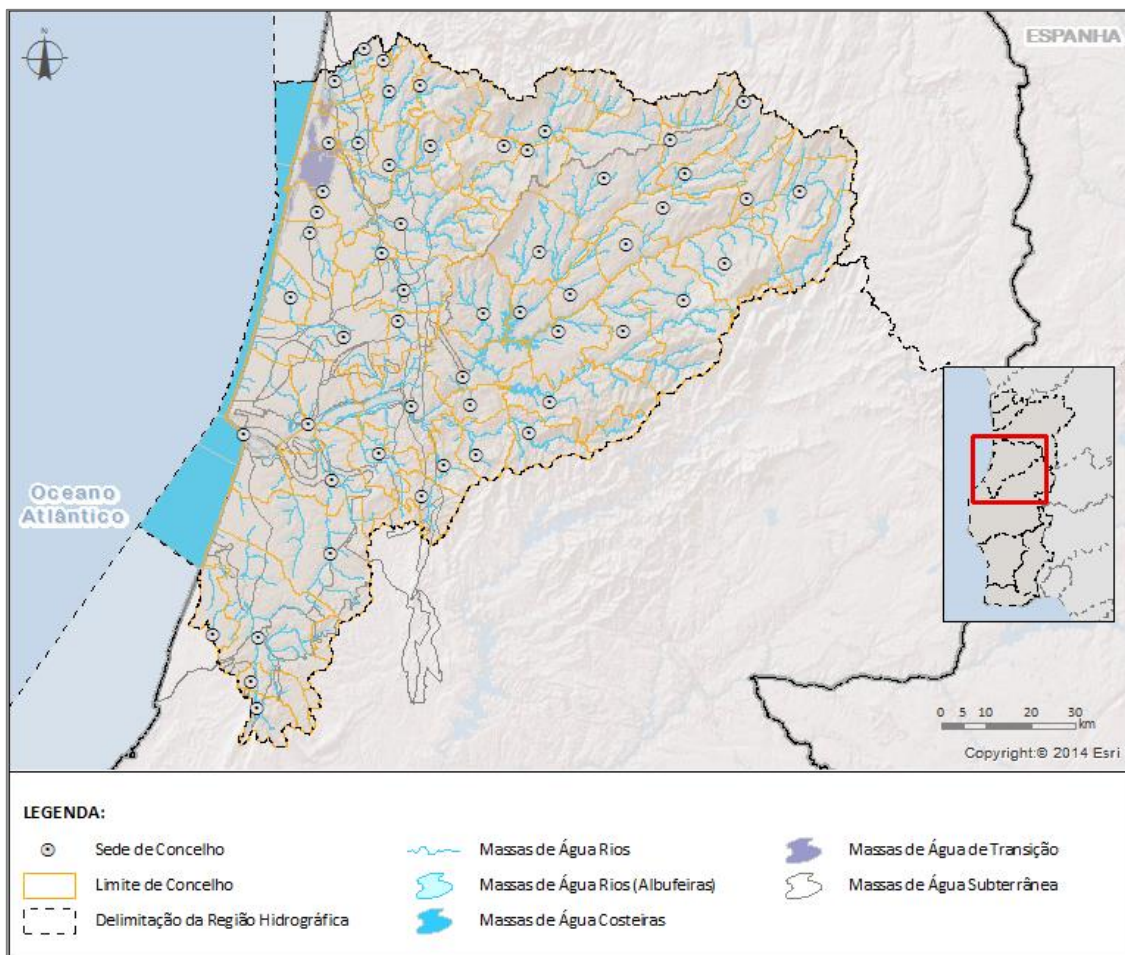 N
ESPANHA
Oceano
Atlântico
0 5 10 20 30
km
Copyright:© 2014 Esri
LEGENDA:
Sede de Concelho
Limite de Concelho
Delimitação da Região Hidrográfica
Massas de Água Rios
Massas de Água Rios (Albufeiras)
Massas de Água Costeiras
Massas de Água de Transição
Massas de Água Subterrânea